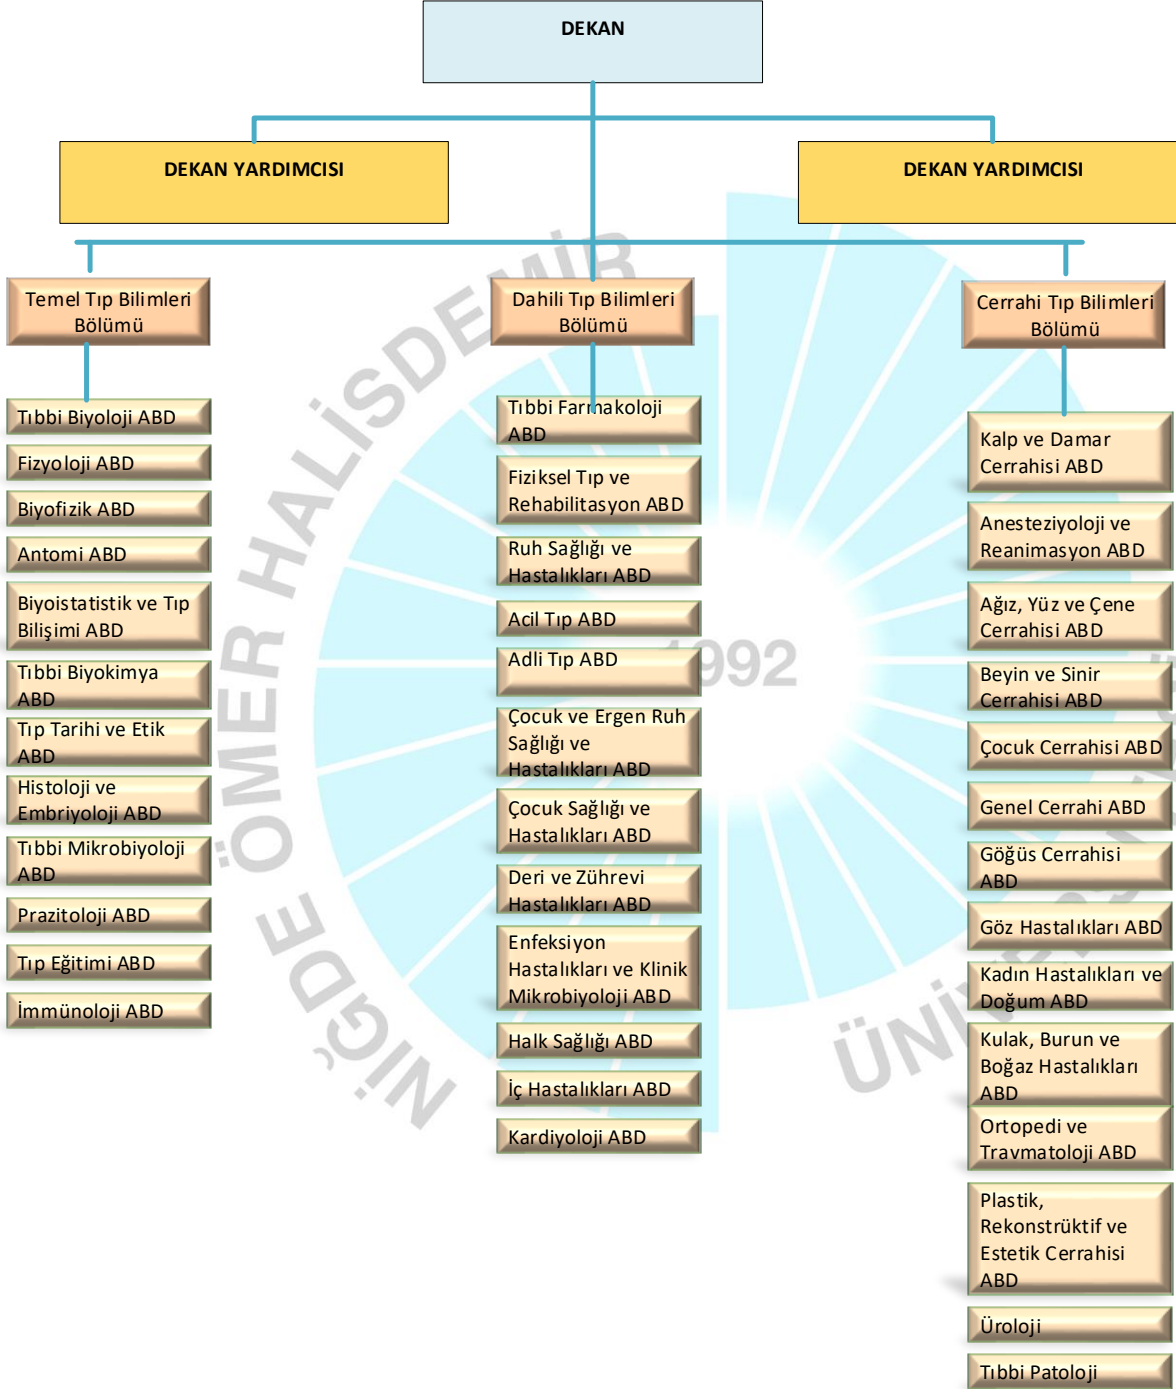 DEKAN
DEKAN YARDIMCISI
DEKAN YARDIMCISI
Temel Tıp Bilimleri
Bölümü
Dahili Tıp Bilimleri
Bölümü
Cerrahi Tıp Bilimleri
Bölümü
Tıbbi Biyoloji ABD
Fizyoloji ABD
Biyofizik ABD
Antomi ABD
Biyoistatistik ve Tıp
Bilişimi ABD
Tıbbi Biyokimya
ABD
Tıp Tarihi ve Etik
ABD
Histoloji ve
Embriyoloji ABD
Tıbbi Mikrobiyoloji
ABD
Prazitoloji ABD
Tıp Eğitimi ABD
İmmünoloji ABD
Tıbbi Farmakoloji
ABD
Fiziksel Tıp ve
Rehabilitasyon ABD
Ruh Sağlığı ve
Hastalıkları ABD
Acil Tıp ABD
Adli Tıp ABD
Çocuk ve Ergen Ruh
Sağlığı ve
Hastalıkları ABD
Çocuk Sağlığı ve
Hastalıkları ABD
Deri ve Zührevi
Hastalıkları ABD
Enfeksiyon
Hastalıkları ve Klinik
Mikrobiyoloji ABD
Halk Sağlığı ABD
İç Hastalıkları ABD
Kardiyoloji ABD
Kalp ve Damar
Cerrahisi ABD
Anesteziyoloji ve
Reanimasyon ABD
Ağız, Yüz ve Çene
Cerrahisi ABD
Beyin ve Sinir
Cerrahisi ABD
Çocuk Cerrahisi ABD
Genel Cerrahi ABD
Göğüs Cerrahisi
ABD
Göz Hastalıkları ABD
Kadın Hastalıkları ve
Doğum ABD
Kulak, Burun ve
Boğaz Hastalıkları
ABD
Ortopedi ve
Travmatoloji ABD
Plastik,
Rekonstrüktif ve
Estetik Cerrahisi
ABD
Üroloji
Tıbbi Patoloji
NİĞDE ÖMER HALİSDEMİR
1992